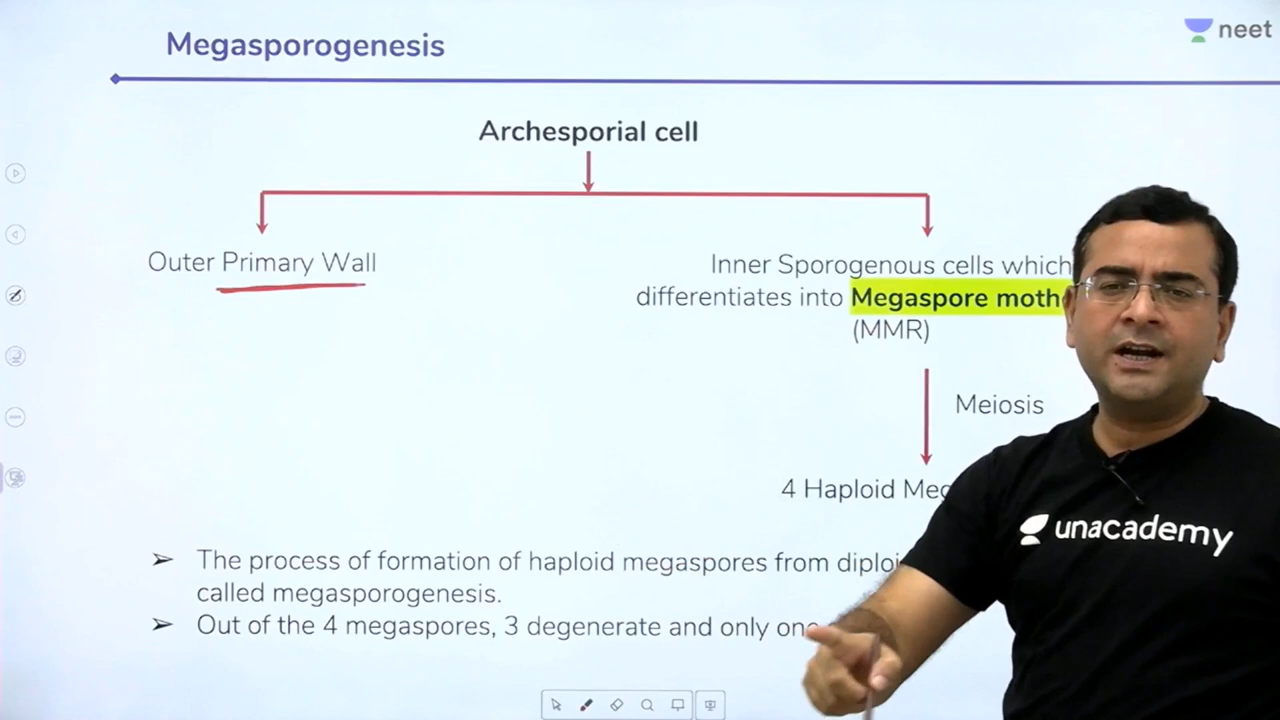 Megasporogenesis
neet
Archesporial cell
Outer Primary Wall
Inner Sporogenous cells which
differentiates into Megaspore moth
(MMR)
Meiosis
4 Haploid Meg
unacademy
The process of formation of haploid megaspores from diploi
called megasporogenesis.
Out of the 4 megaspores, 3 degenerate and only one